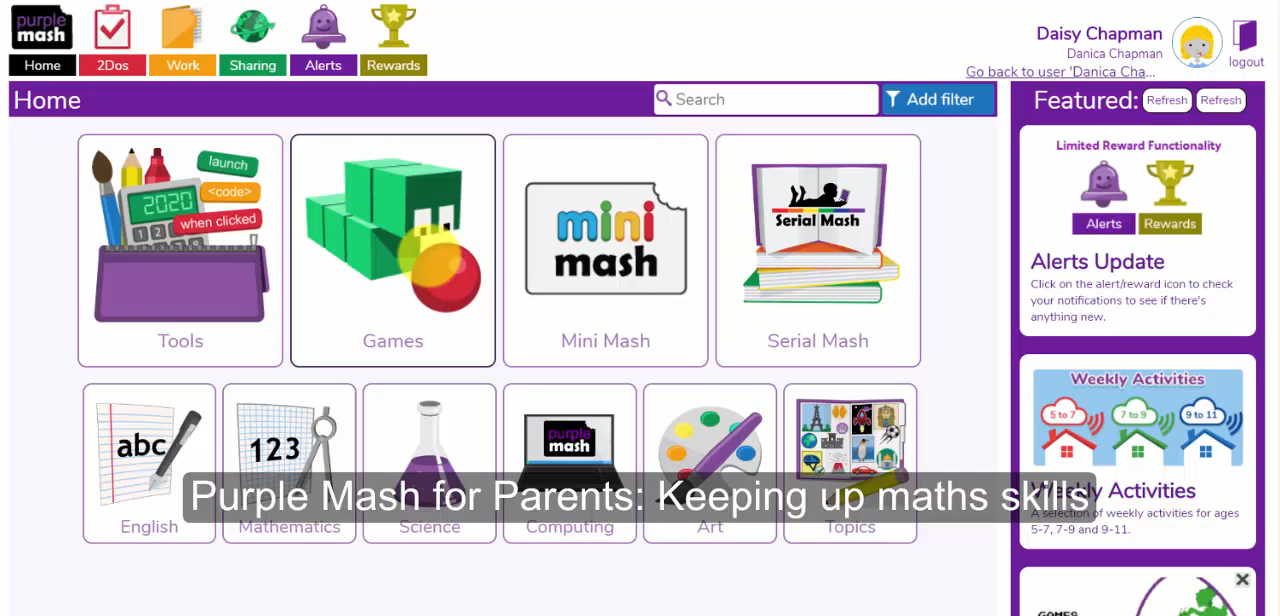 purple
mash
Home
2Dos
Work
Sharing
Alerts
Rewards
Daisy Chapman
Danica Chapman
Go back to user 'Danica Cha...
logout
Home
Search
Add filter
Featured:
Refresh
Refresh
launch
<code>
when clicked
2020
1 2
Tools
Games
mini
mash
Mini Mash
Serial Mash
Serial Mash
Limited Reward Functionality
Alerts
Rewards
Alerts Update
Click on the alert/reward icon to check
your notifications to see if there's
anything new.
abc
English
123
Mathematics
Science
purple
mash
Computing
Art
Topics
Weekly Activities
5 to 7
7 to 9
9 to 11
Weekly Activities
A selection of weekly activities for ages
5-7, 7-9 and 9-11.
Purple Mash for Parents: Keeping up maths skills
GAMES